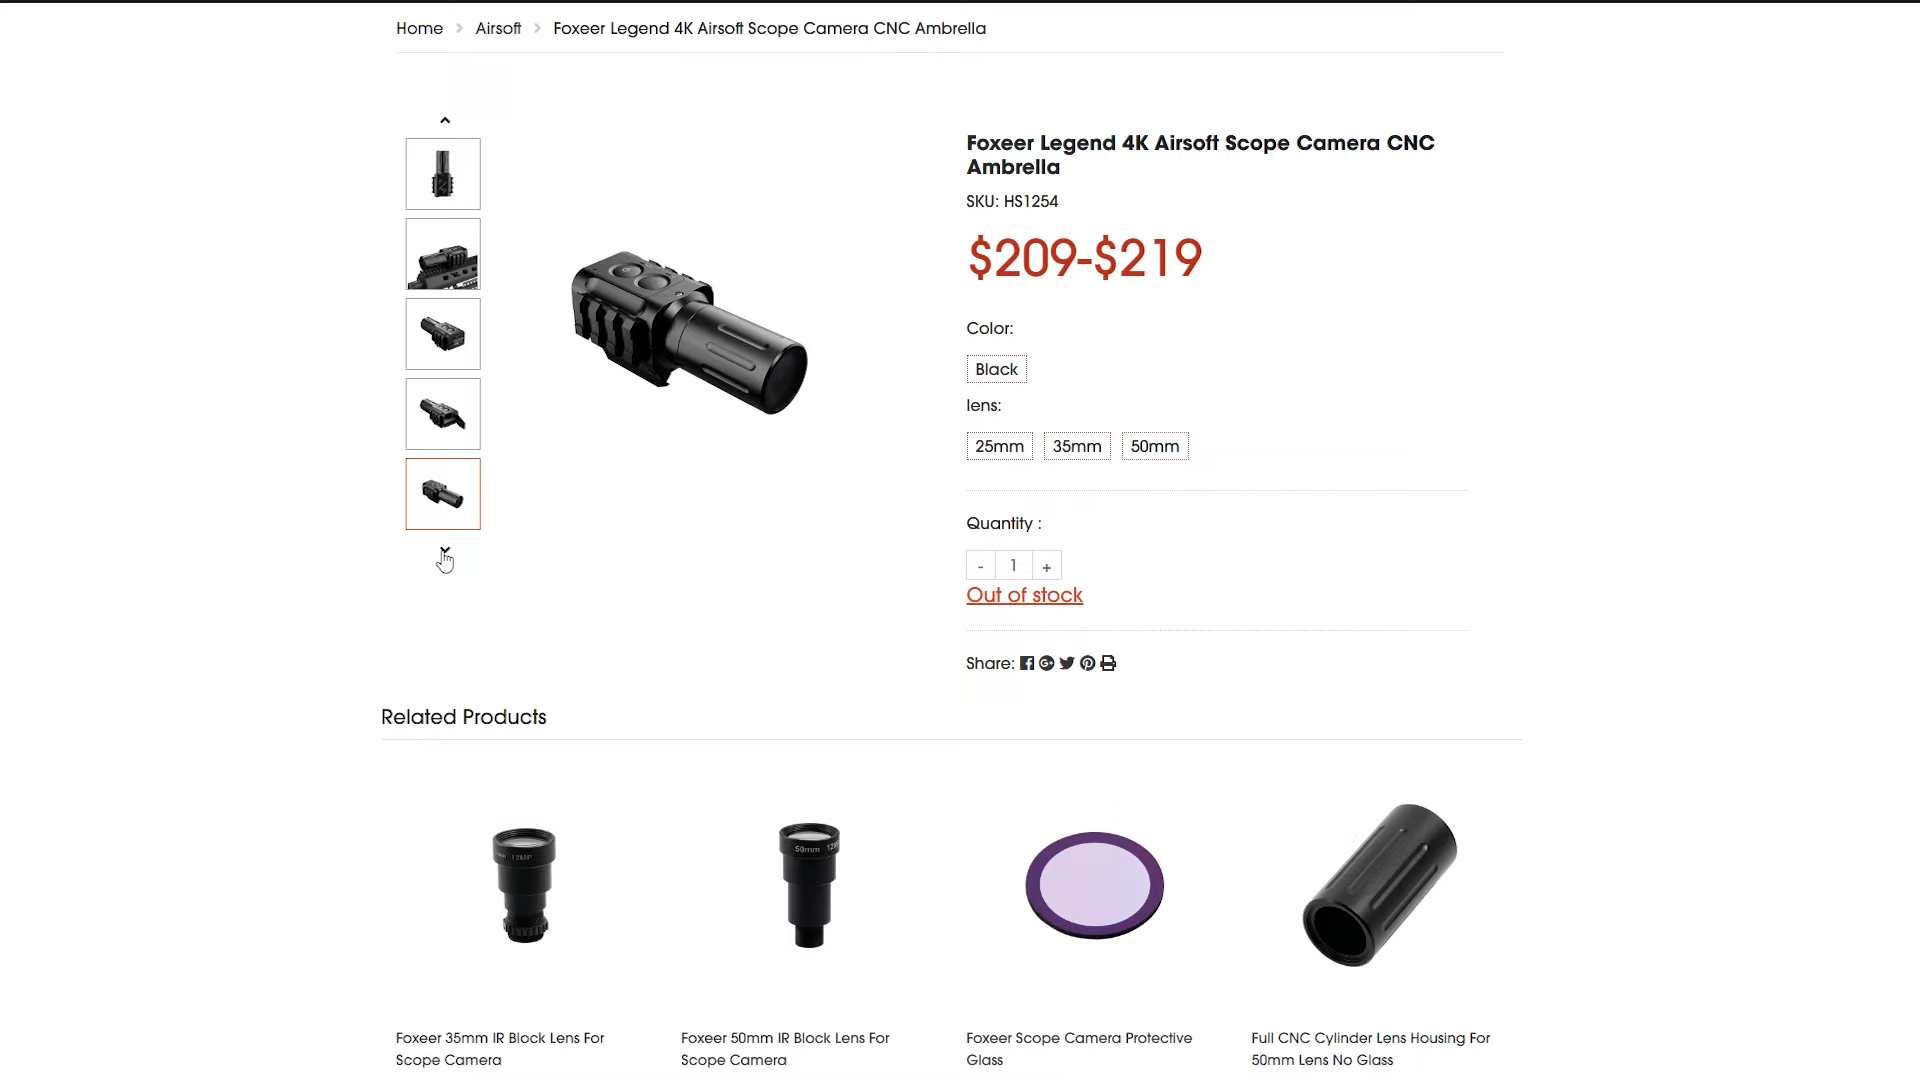 Home > Airsoft > Foxeer Legend 4K Airsoft Scope Camera CNC Ambrella
Foxeer Legend 4K Airsoft Scope Camera CNC
Ambrella
SKU: HS1254
$209-$219
Color:
Black
lens:
25mm 35mm 50mm
Quantity :
- 1 +
Out of stock
Share:
Related Products
50mm
Foxeer 35mm IR Block Lens For
Scope Camera
Foxeer 50mm IR Block Lens For
Scope Camera
Foxeer Scope Camera Protective
Glass
Full CNC Cylinder Lens Housing For
50mm Lens No Glass